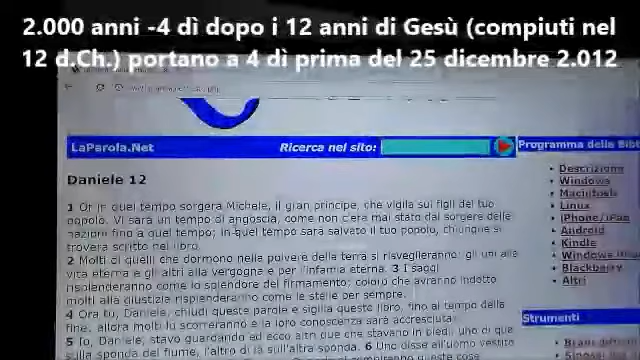 2.000 anni -4 dì dopo i 12 anni di Gesù (compiuti nel
12 d.Ch.) portano a 4 dì prima del 25 dicembre 2.012
LaParola.Net
Ricerca nel sito:
Programma della Bibb
Daniele 12
1 Or in quel tempo sorgerà Michele, il gran principe, che vigila sui figli del tuo
popolo. Vi sarà un tempo di angoscia, come non c'era mai stato dal sorgere delle
nazioni fino a quel tempo; in quel tempo sarà salvato il tuo popolo, chiunque si
troverà scritto nel libro.
2 Molti di quelli che dormono nella polvere della terra si risveglieranno: gli uni alla
vita eterna e gli altri alla vergogna e per l'infamia eterna. 3 I saggi
risplenderanno come lo splendore del firmamento; coloro che avranno indotto
molti alla giustizia risplenderanno come le stelle per sempre.
4 Ora tu, Daniele, chiudi queste parole e sigilla questo libro, fino al tempo della
fine, allora molti lo scorreranno e la loro conoscenza sarà accresciuta.
5 Io, Daniele, stavo guardando ed ecco altri due che stavano in piedi, uno di qua
sulla sponda del fiume, l'altro di là sull'altra sponda. 6 Uno disse all'uomo vestito
Descrizione
Windows
Macintosh
Linux
iPhone/iPad
Android
Kindle
Windows
Blackberry
Altri
Strumenti
Brani